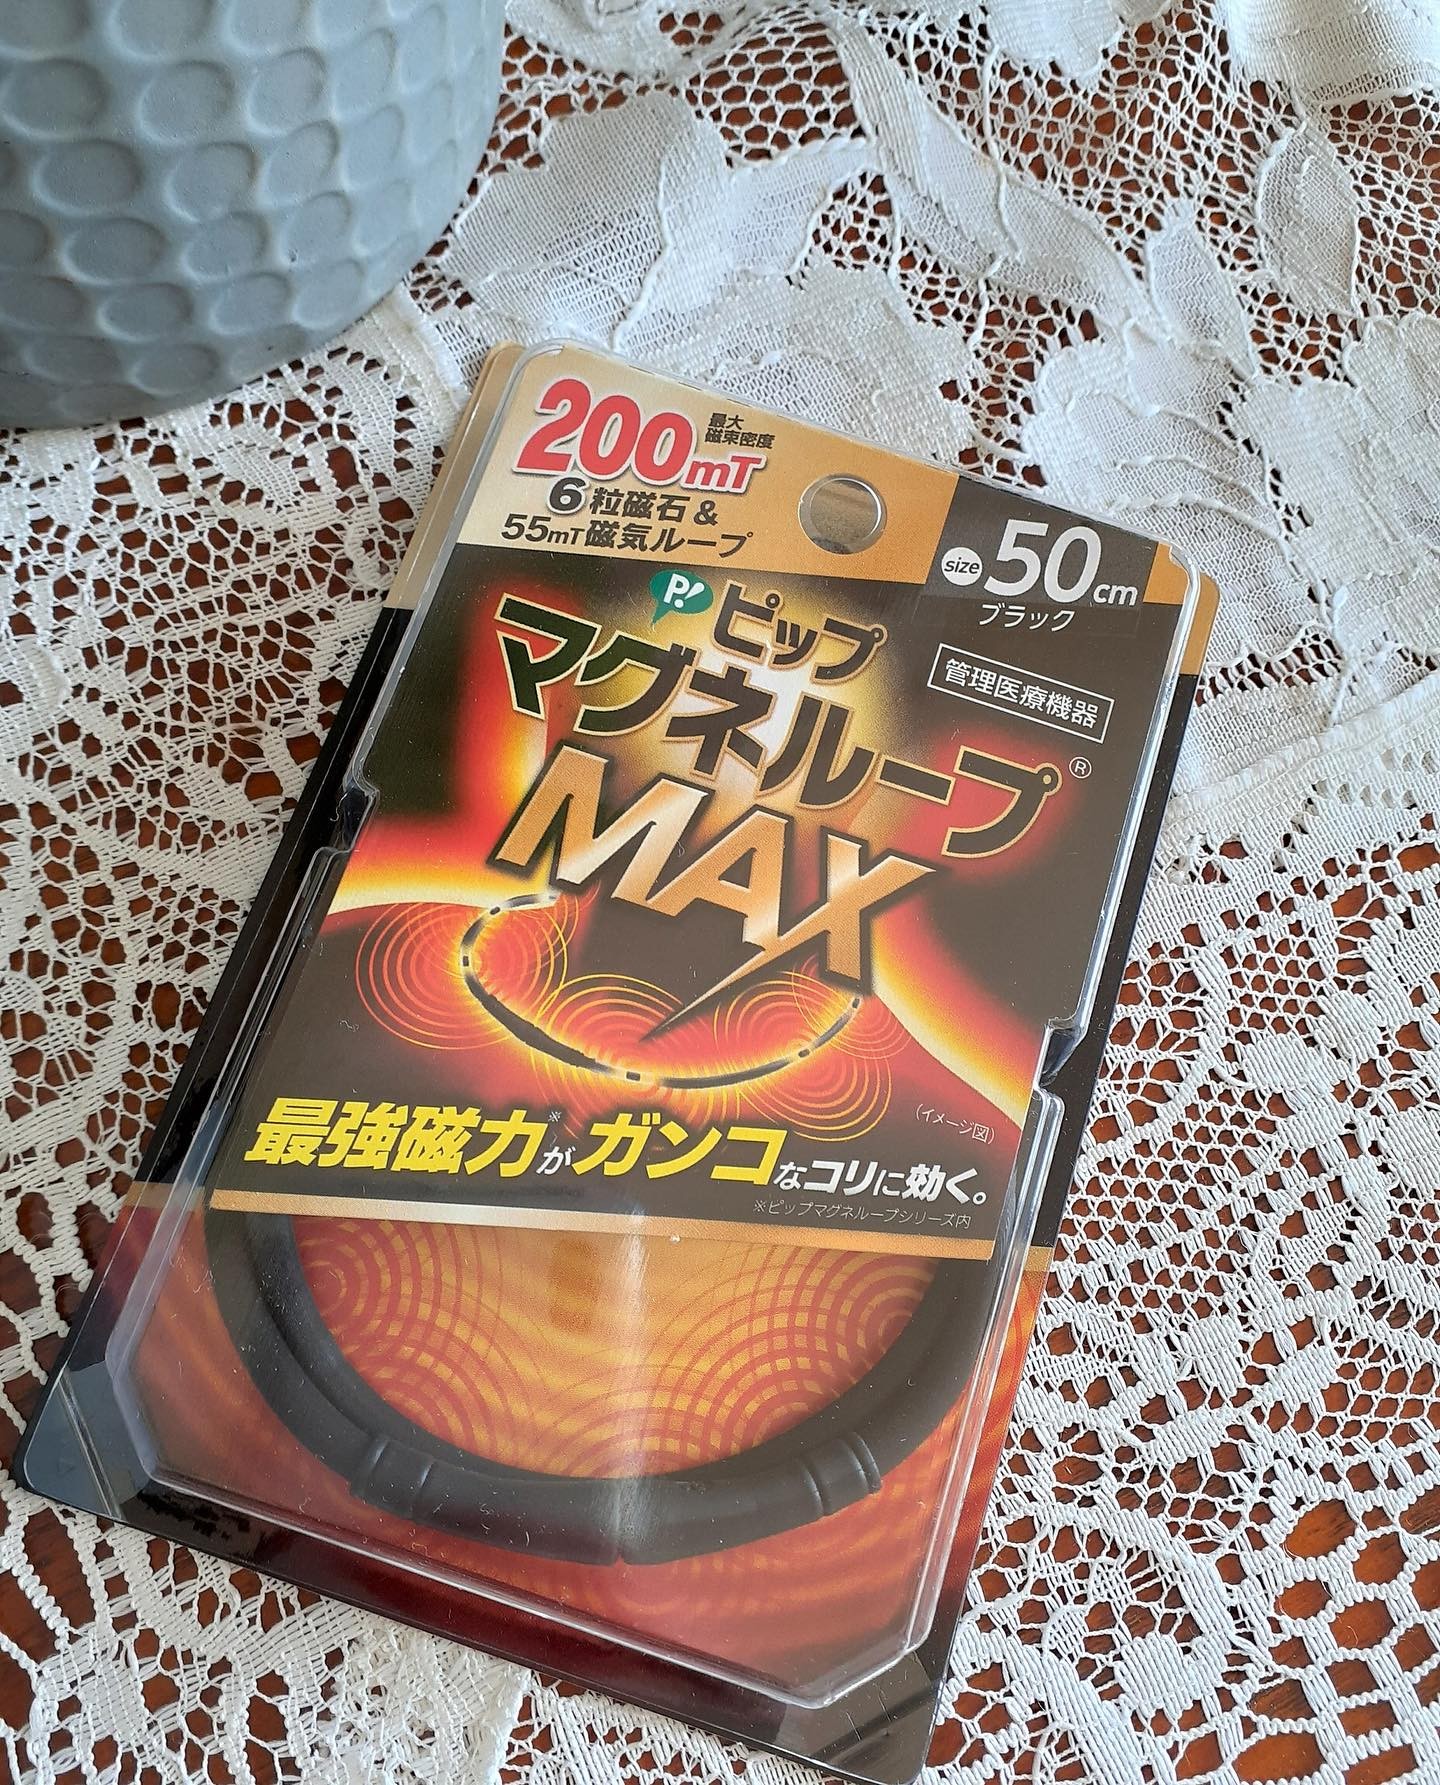 200mT
最大
磁束密度
6粒磁石&
55mT磁気ループ
size 50cm
ブラック
管理医療機器
P!
ピップ
マグネループ®
MAX
(イメージ図)
最強磁力※がガンコなコリに効く。
※ピップマグネループシリーズ内